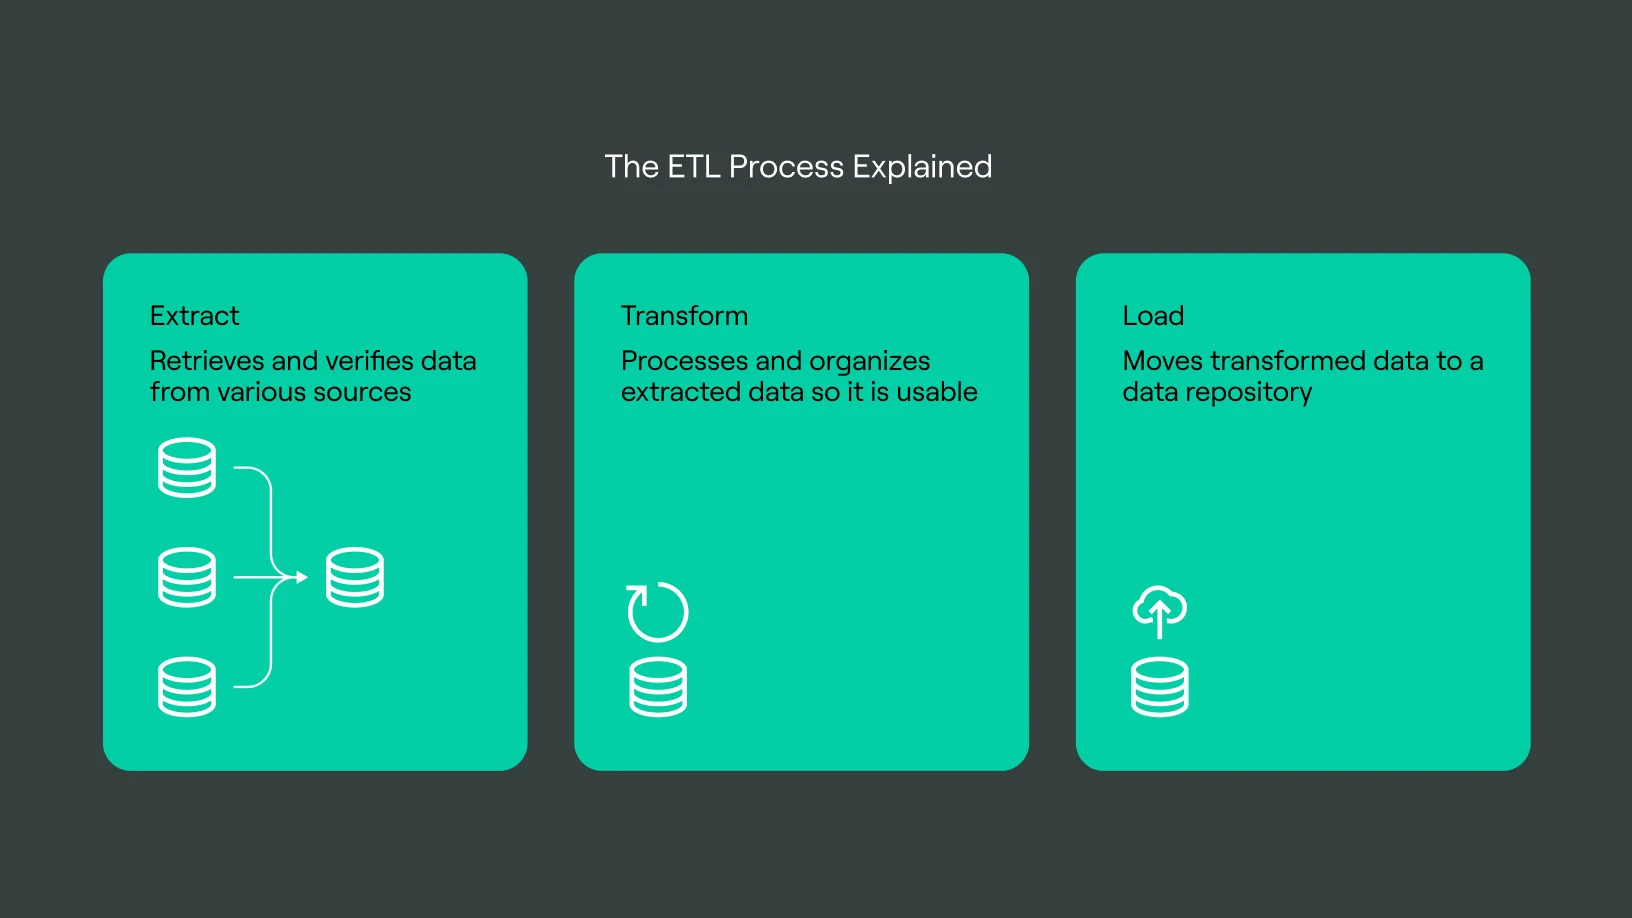 The ETL Process Explained
Extract
Retrieves and verifies data
from various sources
Transform
Processes and organizes
extracted data so it is usable
Load
Moves transformed data to a
data repository